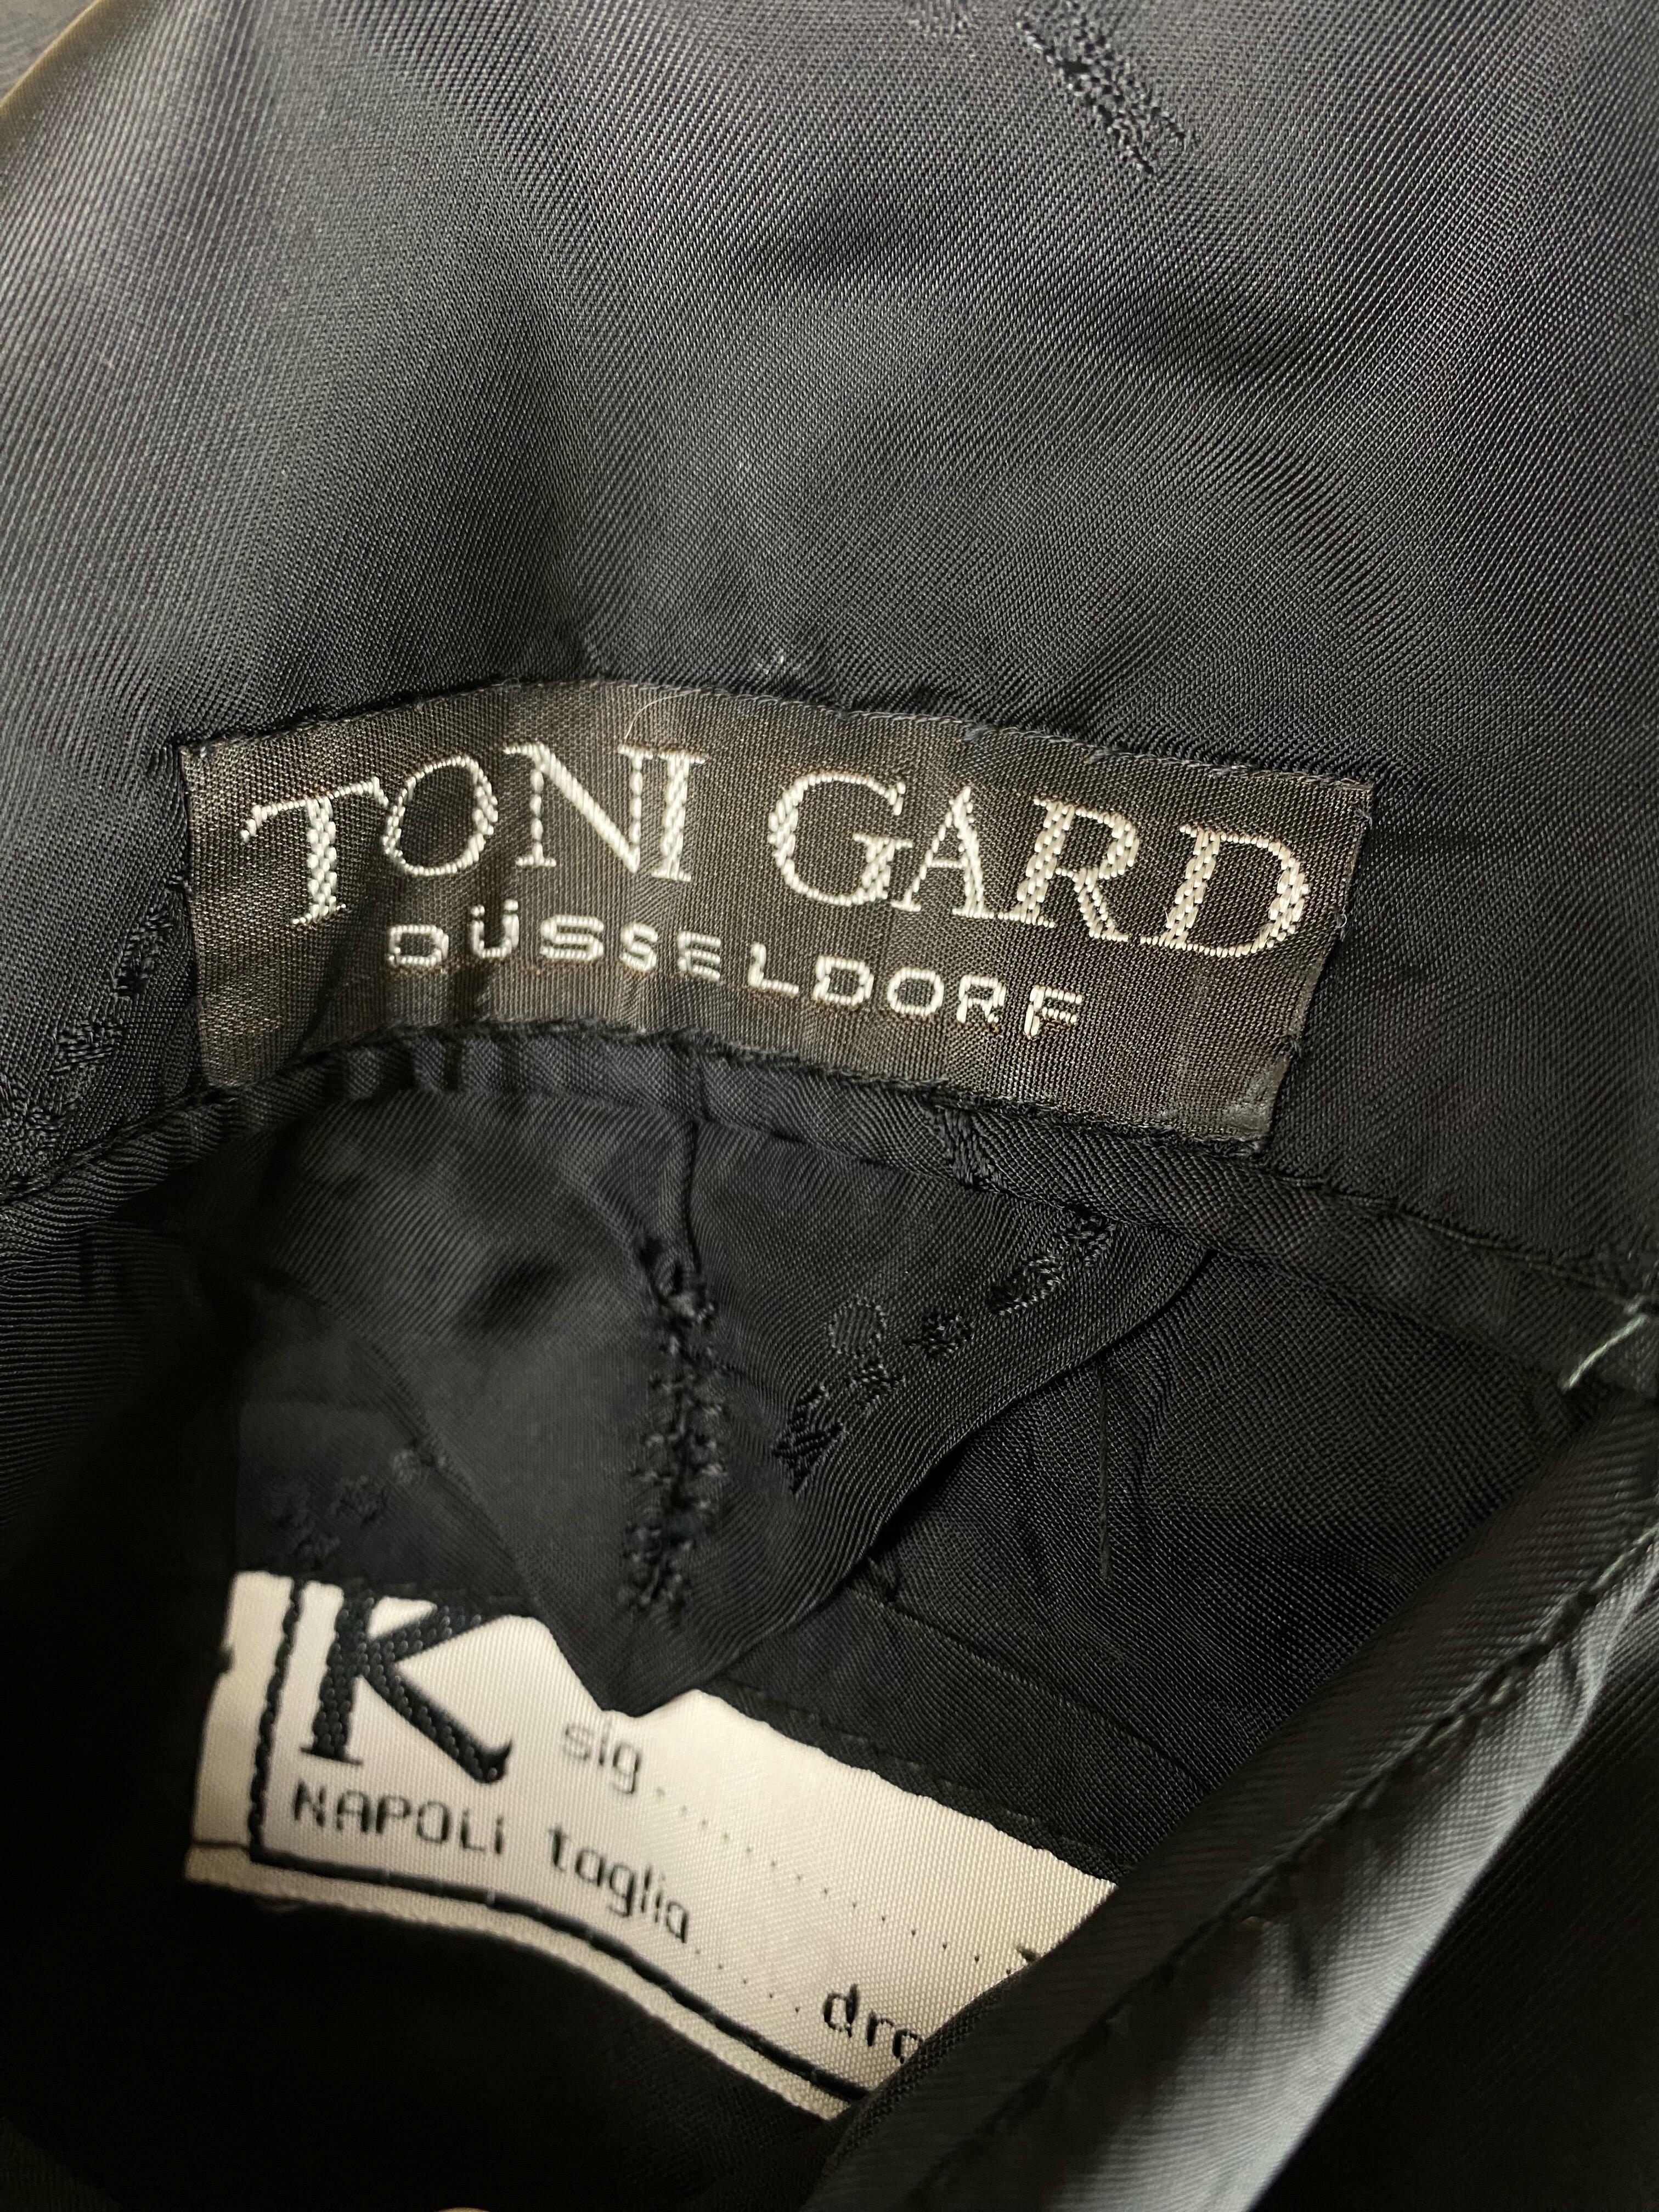 TONI GARD
DÜSSELDORF
K sig.
NAPOLI taglia